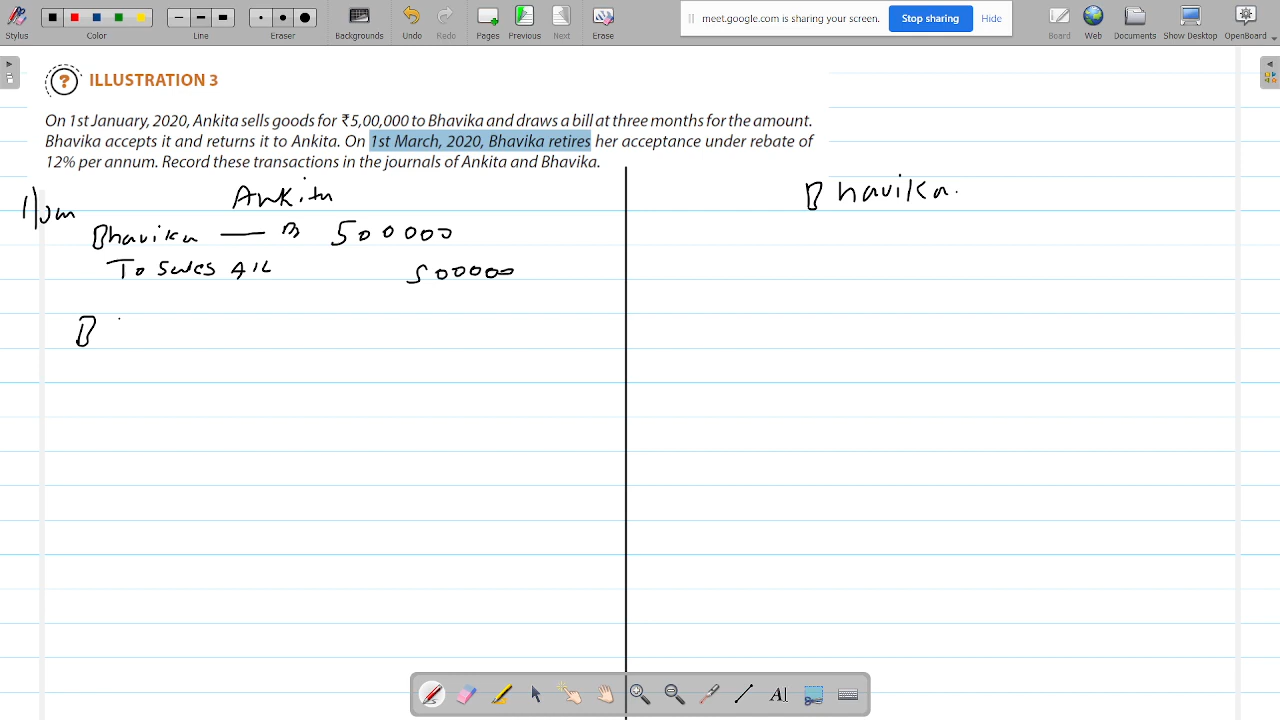 Stylus
Color
Line
Eraser
Backgrounds
Undo
Redo
Pages
Previous
Next
Erase
meet.google.com is sharing your screen.
Stop sharing
Hide
Board
Web
Documents
Show Desktop
OpenBoard
ILLUSTRATION 3
On 1st January, 2020, Ankita sells goods for ₹5,00,000 to Bhavika and draws a bill at three months for the amount.
Bhavika accepts it and returns it to Ankita. On 1st March, 2020, Bhavika retires her acceptance under rebate of
12% per annum. Record these transactions in the journals of Ankita and Bhavika.
Ankita
1/Jan
Bhavika — 500000
To Sales A/c 500000
B
Bhavika.